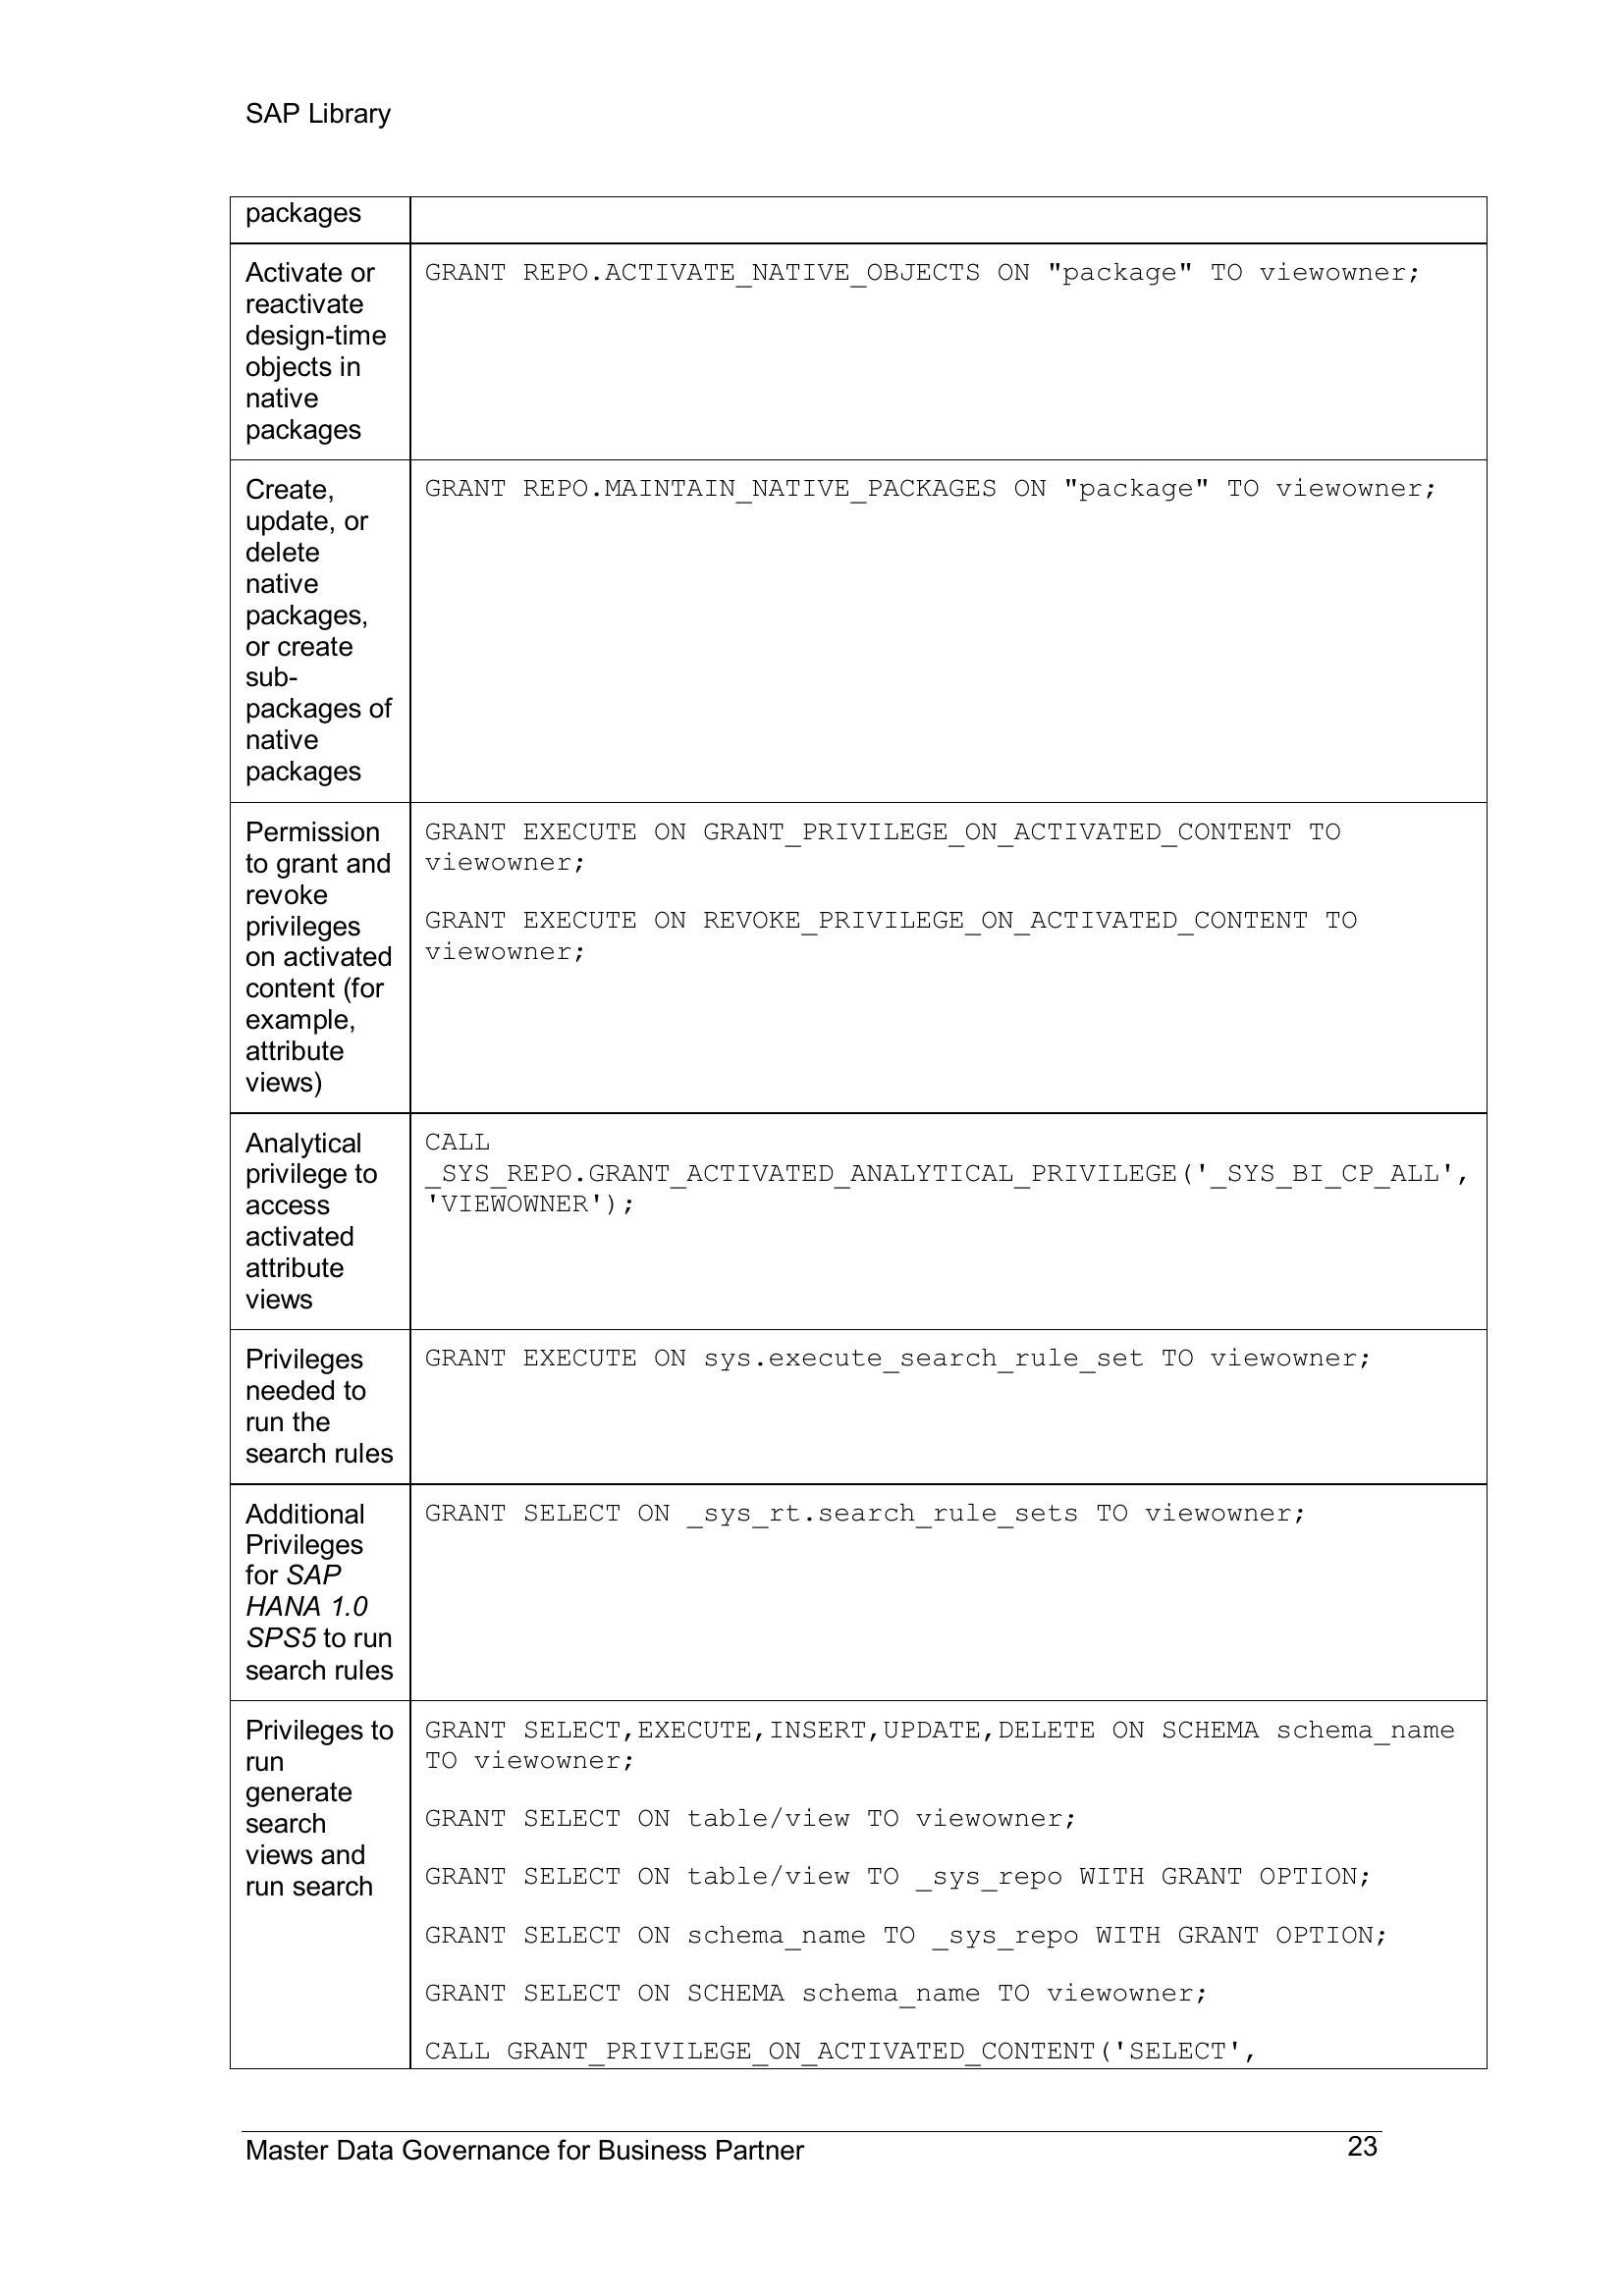 SAP Library
packages
Activate or
reactivate
design-time
objects in
native
packages
GRANT REPO.ACTIVATE_NATIVE_OBJECTS ON "package" TO viewowner;
Create,
update, or
delete
native
packages,
or create
sub-
packages of
native
packages
GRANT REPO.MAINTAIN_NATIVE_PACKAGES ON "package" TO viewowner;
Permission
to grant and
revoke
privileges
on activated
content (for
example,
attribute
views)
GRANT EXECUTE ON GRANT_PRIVILEGE_ON_ACTIVATED_CONTENT TO
viewowner;
GRANT EXECUTE ON REVOKE_PRIVILEGE_ON_ACTIVATED_CONTENT TO
viewowner;
Analytical
privilege to
access
activated
attribute
views
CALL
_SYS_REPO.GRANT_ACTIVATED_ANALYTICAL_PRIVILEGE('_SYS_BI_CP_ALL',
'VIEWOWNER');
Privileges
needed to
run the
search rules
GRANT EXECUTE ON sys.execute_search_rule_set TO viewowner;
Additional
Privileges
for SAP
HANA 1.0
SPS5 to run
search rules
GRANT SELECT ON _sys_rt.search_rule_sets TO viewowner;
Privileges to
run
generate
search
views and
run search
GRANT SELECT,EXECUTE,INSERT,UPDATE,DELETE ON SCHEMA schema_name
TO viewowner;
GRANT SELECT ON table/view TO viewowner;
GRANT SELECT ON table/view TO _sys_repo WITH GRANT OPTION;
GRANT SELECT ON schema_name TO _sys_repo WITH GRANT OPTION;
GRANT SELECT ON SCHEMA schema_name TO viewowner;
CALL GRANT_PRIVILEGE_ON_ACTIVATED_CONTENT('SELECT',
Master Data Governance for Business Partner
23